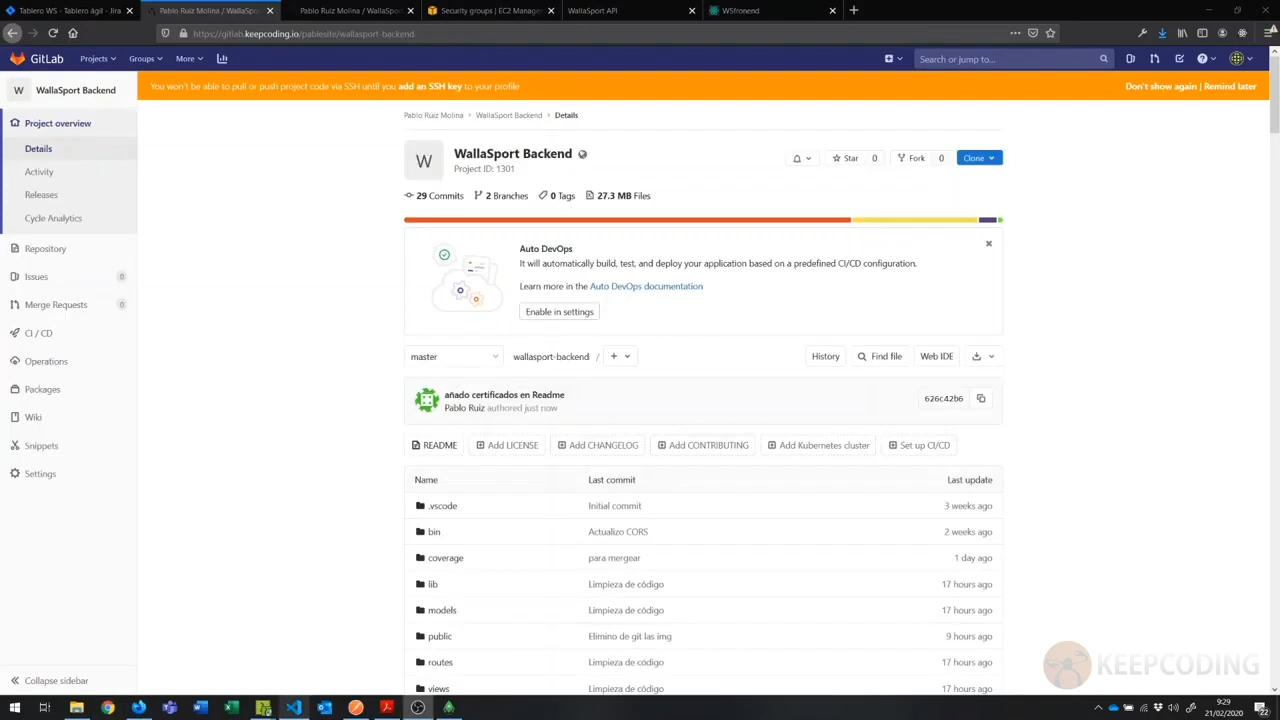 Tablero WS - Tablero ágil - Jira
Pablo Ruiz Molina / WallaSport
Pablo Ruiz Molina / WallaSport
Security groups | EC2 Manager
WallaSport API
WSfronend
https://gitlab.keepcoding.io/pabiesite/wallasport-backend
GitLab
Projects
Groups
More
Search or jump to...
W
WallaSport Backend
You won't be able to pull or push project code via SSH until you add an SSH key to your profile
Don't show again | Remind later
Project overview
Details
Activity
Releases
Cycle Analytics
Repository
Issues 0
Merge Requests 0
CI / CD
Operations
Packages
Wiki
Snippets
Settings
Collapse sidebar
Pablo Ruiz Molina > WallaSport Backend > Details
W
WallaSport Backend
Project ID: 1301
Star 0
Fork 0
Clone
29 Commits
2 Branches
0 Tags
27.3 MB Files
Auto DevOps
It will automatically build, test, and deploy your application based on a predefined CI/CD configuration.
Learn more in the Auto DevOps documentation
Enable in settings
master
wallasport-backend /
History
Find file
Web IDE
añado certificados en Readme
Pablo Ruiz authored just now
626c42b6
README
Add LICENSE
Add CHANGELOG
Add CONTRIBUTING
Add Kubernetes cluster
Set up CI/CD
Name Last commit Last update
.vscode Initial commit 3 weeks ago
bin Actualizo CORS 2 weeks ago
coverage para mergear 1 day ago
lib Limpieza de código 17 hours ago
models Limpieza de código 17 hours ago
public Elimino de git las img 9 hours ago
routes Limpieza de código 17 hours ago
views Limpieza de código 17 hours ago
KEEPCODING
9:29
21/02/2020
22